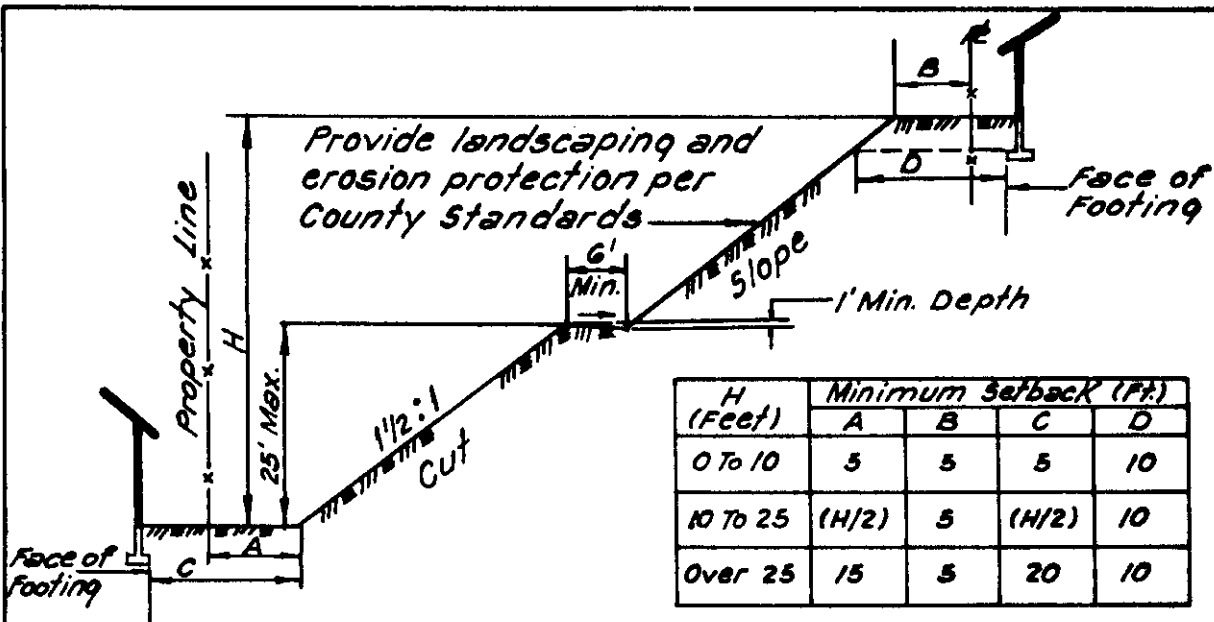 B
Provide landscaping and
erosion protection per
County Standards
D
Face of
Footing
Property Line
H
6'
Min.
Slope
1' Min. Depth
25' Max.
1 1/2 : 1
Cut
A
C
Face of
Footing
H
(Feet)
Minimum Setback (Ft.)
A B C D
0 To 10 5 5 5 10
10 To 25 (H/2) 5 (H/2) 10
Over 25 15 5 20 10